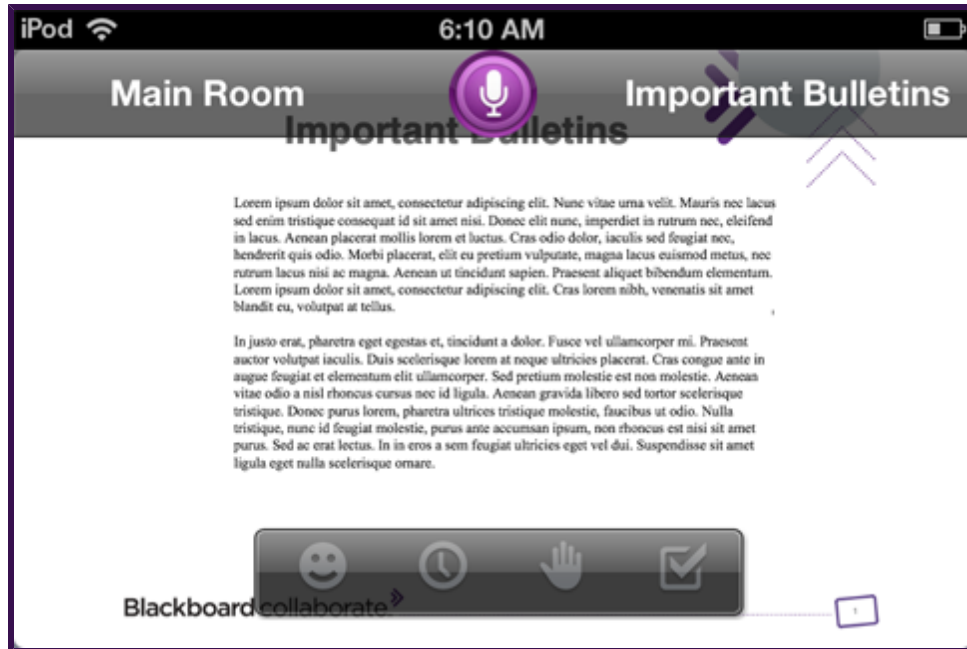 iPod 6:10 AM
Main Room Important Bulletins
Important Bulletins
Lorem ipsum dolor sit amet, consectetur adipiscing elit. Nunc vitae urna velit. Mauris nec lacus
sed enim tristique consequat id sit amet nisi. Donec elit nunc, imperdiet in rutrum nec, eleifend
in lacus. Aenean placerat mollis lorem et luctus. Cras odio dolor, iaculis sed feugiat nec,
hendrerit quis odio. Morbi placerat, elit eu pretium vulputate, magna lacus euismod metus, nec
rutrum lacus nisi ac magna. Aenean ut tincidunt sapien. Praesent aliquet bibendum elementum.
Lorem ipsum dolor sit amet, consectetur adipiscing elit. Cras lorem nibh, venenatis sit amet
blandit eu, volutpat at tellus.
In justo erat, pharetra eget egestas et, tincidunt a dolor. Fusce vel ullamcorper mi. Praesent
auctor volutpat iaculis. Duis scelerisque lorem at neque ultricies placerat. Cras congue ante in
augue feugiat et elementum elit ullamcorper. Sed pretium molestie est non molestie. Aenean
vitae odio a nisl rhoncus cursus nec id ligula. Aenean gravida libero sed tortor scelerisque
tristique. Donec purus lorem, pharetra ultrices tristique molestie, faucibus ut odio. Nulla
tristique, nunc id feugiat molestie, purus ante accumsan ipsum, non rhoncus est nisi sit amet
purus. Sed ac erat lectus. In in eros a sem feugiat ultricies eget vel dui. Suspendisse sit amet
ligula eget nulla scelerisque ornare.
Blackboard collaborate
1